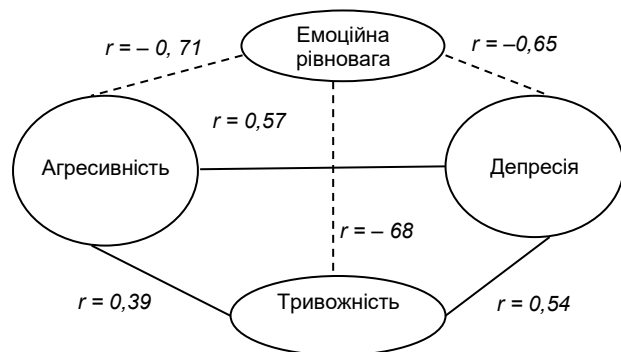 Емоційна
рівновага
r = – 0, 71
r = –0,65
r = 0,57
Агресивність
Депресія
r = – 68
Тривожність
r = 0,39
r = 0,54